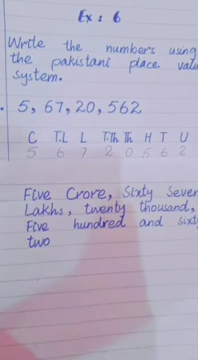 Ex : 6
Write the numbers using
the pakistani place valu
system.
5, 67, 20, 562
C T.L L T.Th Th H T U
5 6 7 2 0 5 6 2
Five Crore, Sixty Seven
Lakhs, twenty thousand,
Five hundred and sixty
two